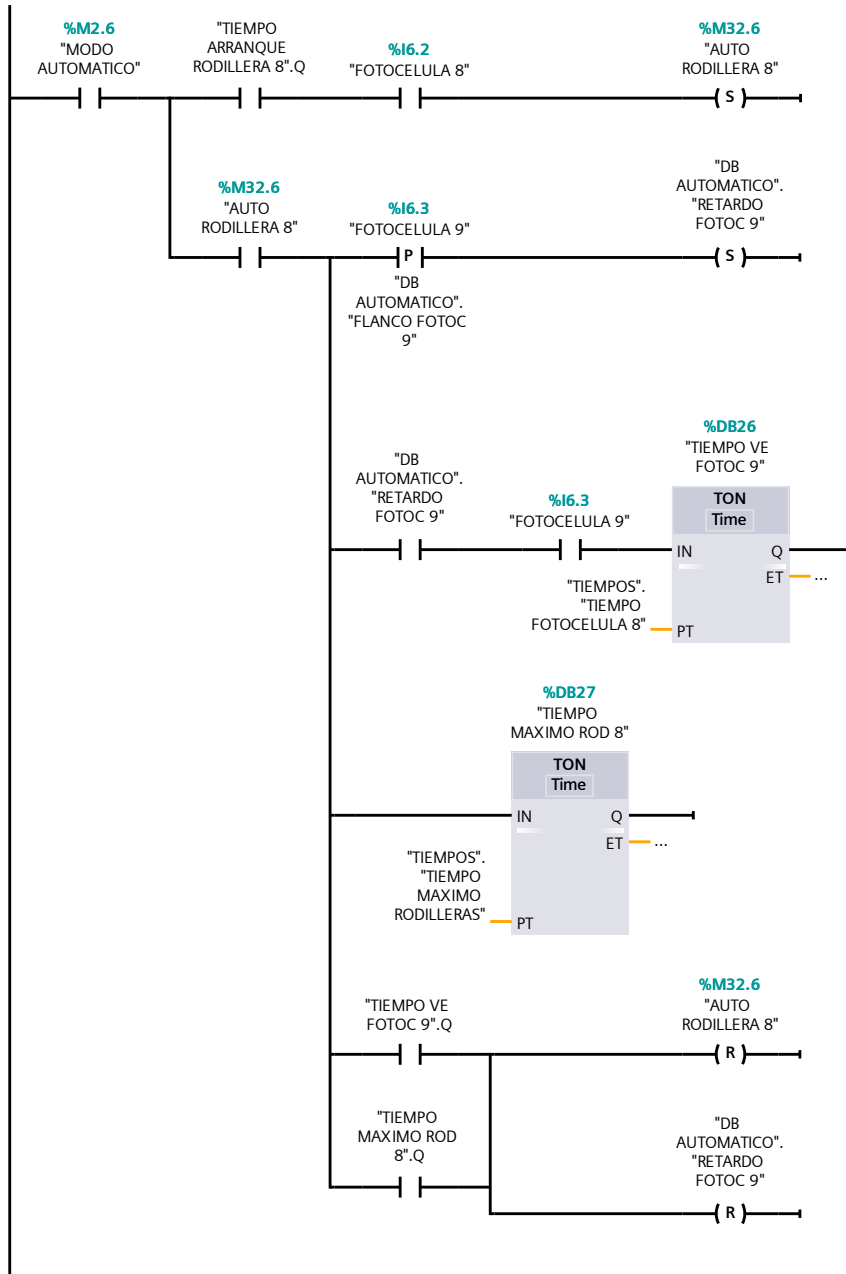 %M2.6
"MODO
AUTOMATICO"
"TIEMPO
ARRANQUE
RODILLERA 8".Q
%I6.2
"FOTOCELULA 8"
%M32.6
"AUTO
RODILLERA 8"
S
%M32.6
"AUTO
RODILLERA 8"
%I6.3
"FOTOCELULA 9"
P
"DB
AUTOMATICO".
"FLANCO FOTOC
9"
"DB
AUTOMATICO".
"RETARDO
FOTOC 9"
S
"DB
AUTOMATICO".
"RETARDO
FOTOC 9"
%I6.3
"FOTOCELULA 9"
%DB26
"TIEMPO VE
FOTOC 9"
TON
Time
IN Q
ET ...
"TIEMPOS".
"TIEMPO
FOTOCELULA 8"
PT
%DB27
"TIEMPO
MAXIMO ROD 8"
TON
Time
IN Q
ET ...
"TIEMPOS".
"TIEMPO
MAXIMO
RODILLERAS"
PT
"TIEMPO VE
FOTOC 9".Q
%M32.6
"AUTO
RODILLERA 8"
R
"TIEMPO
MAXIMO ROD
8".Q
"DB
AUTOMATICO".
"RETARDO
FOTOC 9"
R